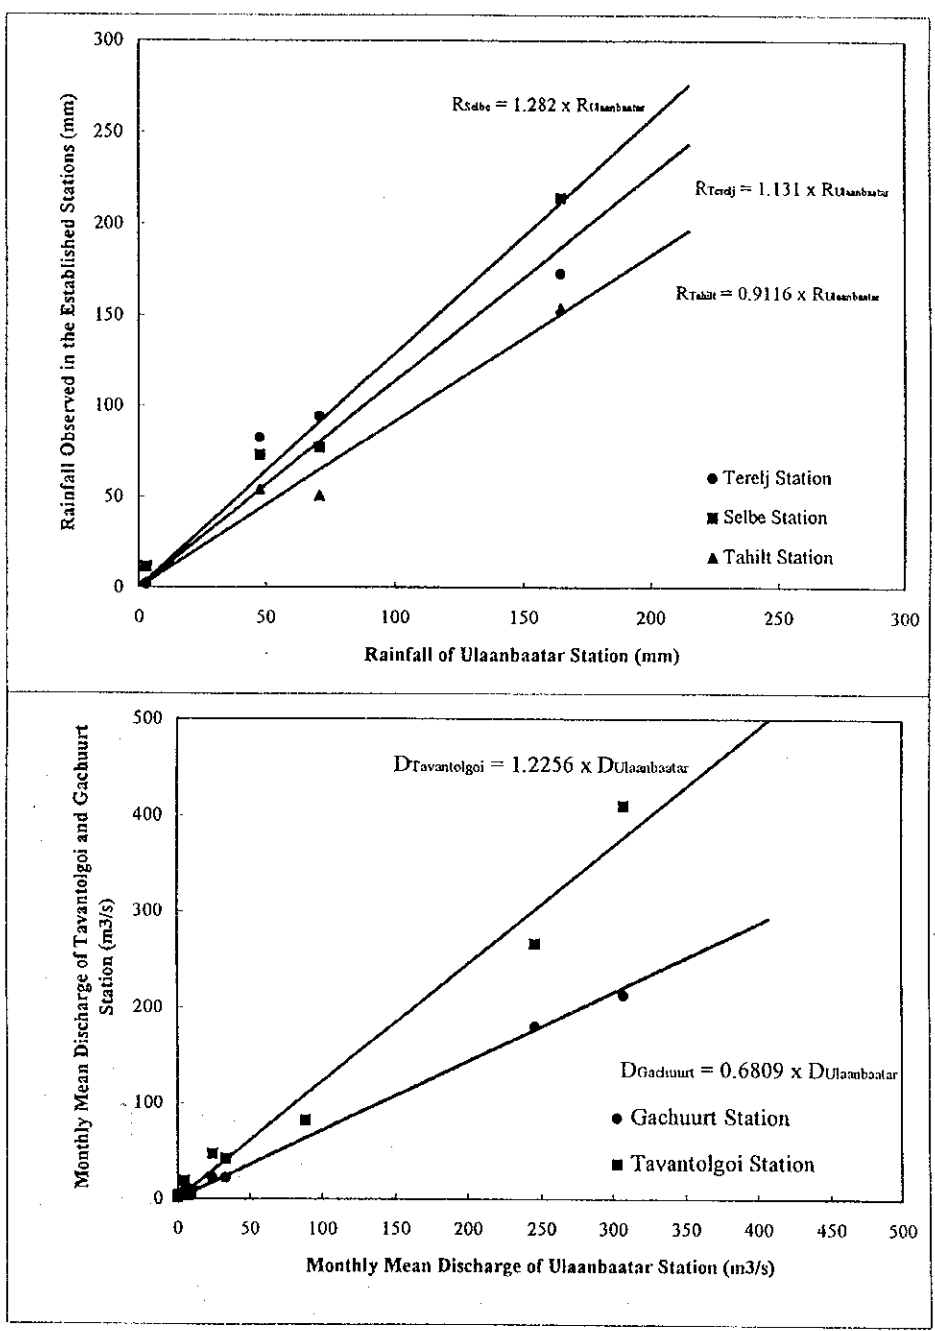 300
250
200
150
100
50
0
0 50 100 150 200 250 300
Rainfall Observed in the Established Stations (mm)
Rainfall of Ulaanbaatar Station (mm)
RSelbe = 1.282 x RUlaanbaatar
RTerelj = 1.131 x RUlaanbaatar
RTahilt = 0.9116 x RUlaanbaatar
Terelj Station
Selbe Station
Tahilt Station
500
400
300
200
100
0
0 50 100 150 200 250 300 350 400 450 500
Monthly Mean Discharge of Tavantolgoi and Gachuurt
Station (m3/s)
Monthly Mean Discharge of Ulaanbaatar Station (m3/s)
DTavantolgoi = 1.2256 x DUlaanbaatar
DGachuurt = 0.6809 x DUlaanbaatar
Gachuurt Station
Tavantolgoi Station